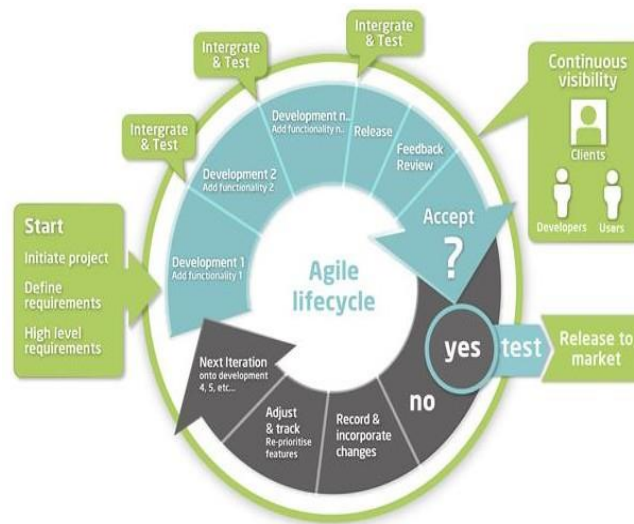 Intergrate
& Test
Intergrate
& Test
Intergrate
& Test
Continuous
visibility
Clients
Developers
Users
Start
Initiate project
Define
requirements
High level
requirements
Development 1
Add functionality 1
Development 2
Add functionality 2
Development n..
Add functionality n..
Release
Feedback
Review
Accept
?
Agile
lifecycle
yes
test
Release to
market
no
Record &
incorporate
changes
Adjust
& track
Re-prioritise
features
Next Iteration
onto development
4, 5, etc...